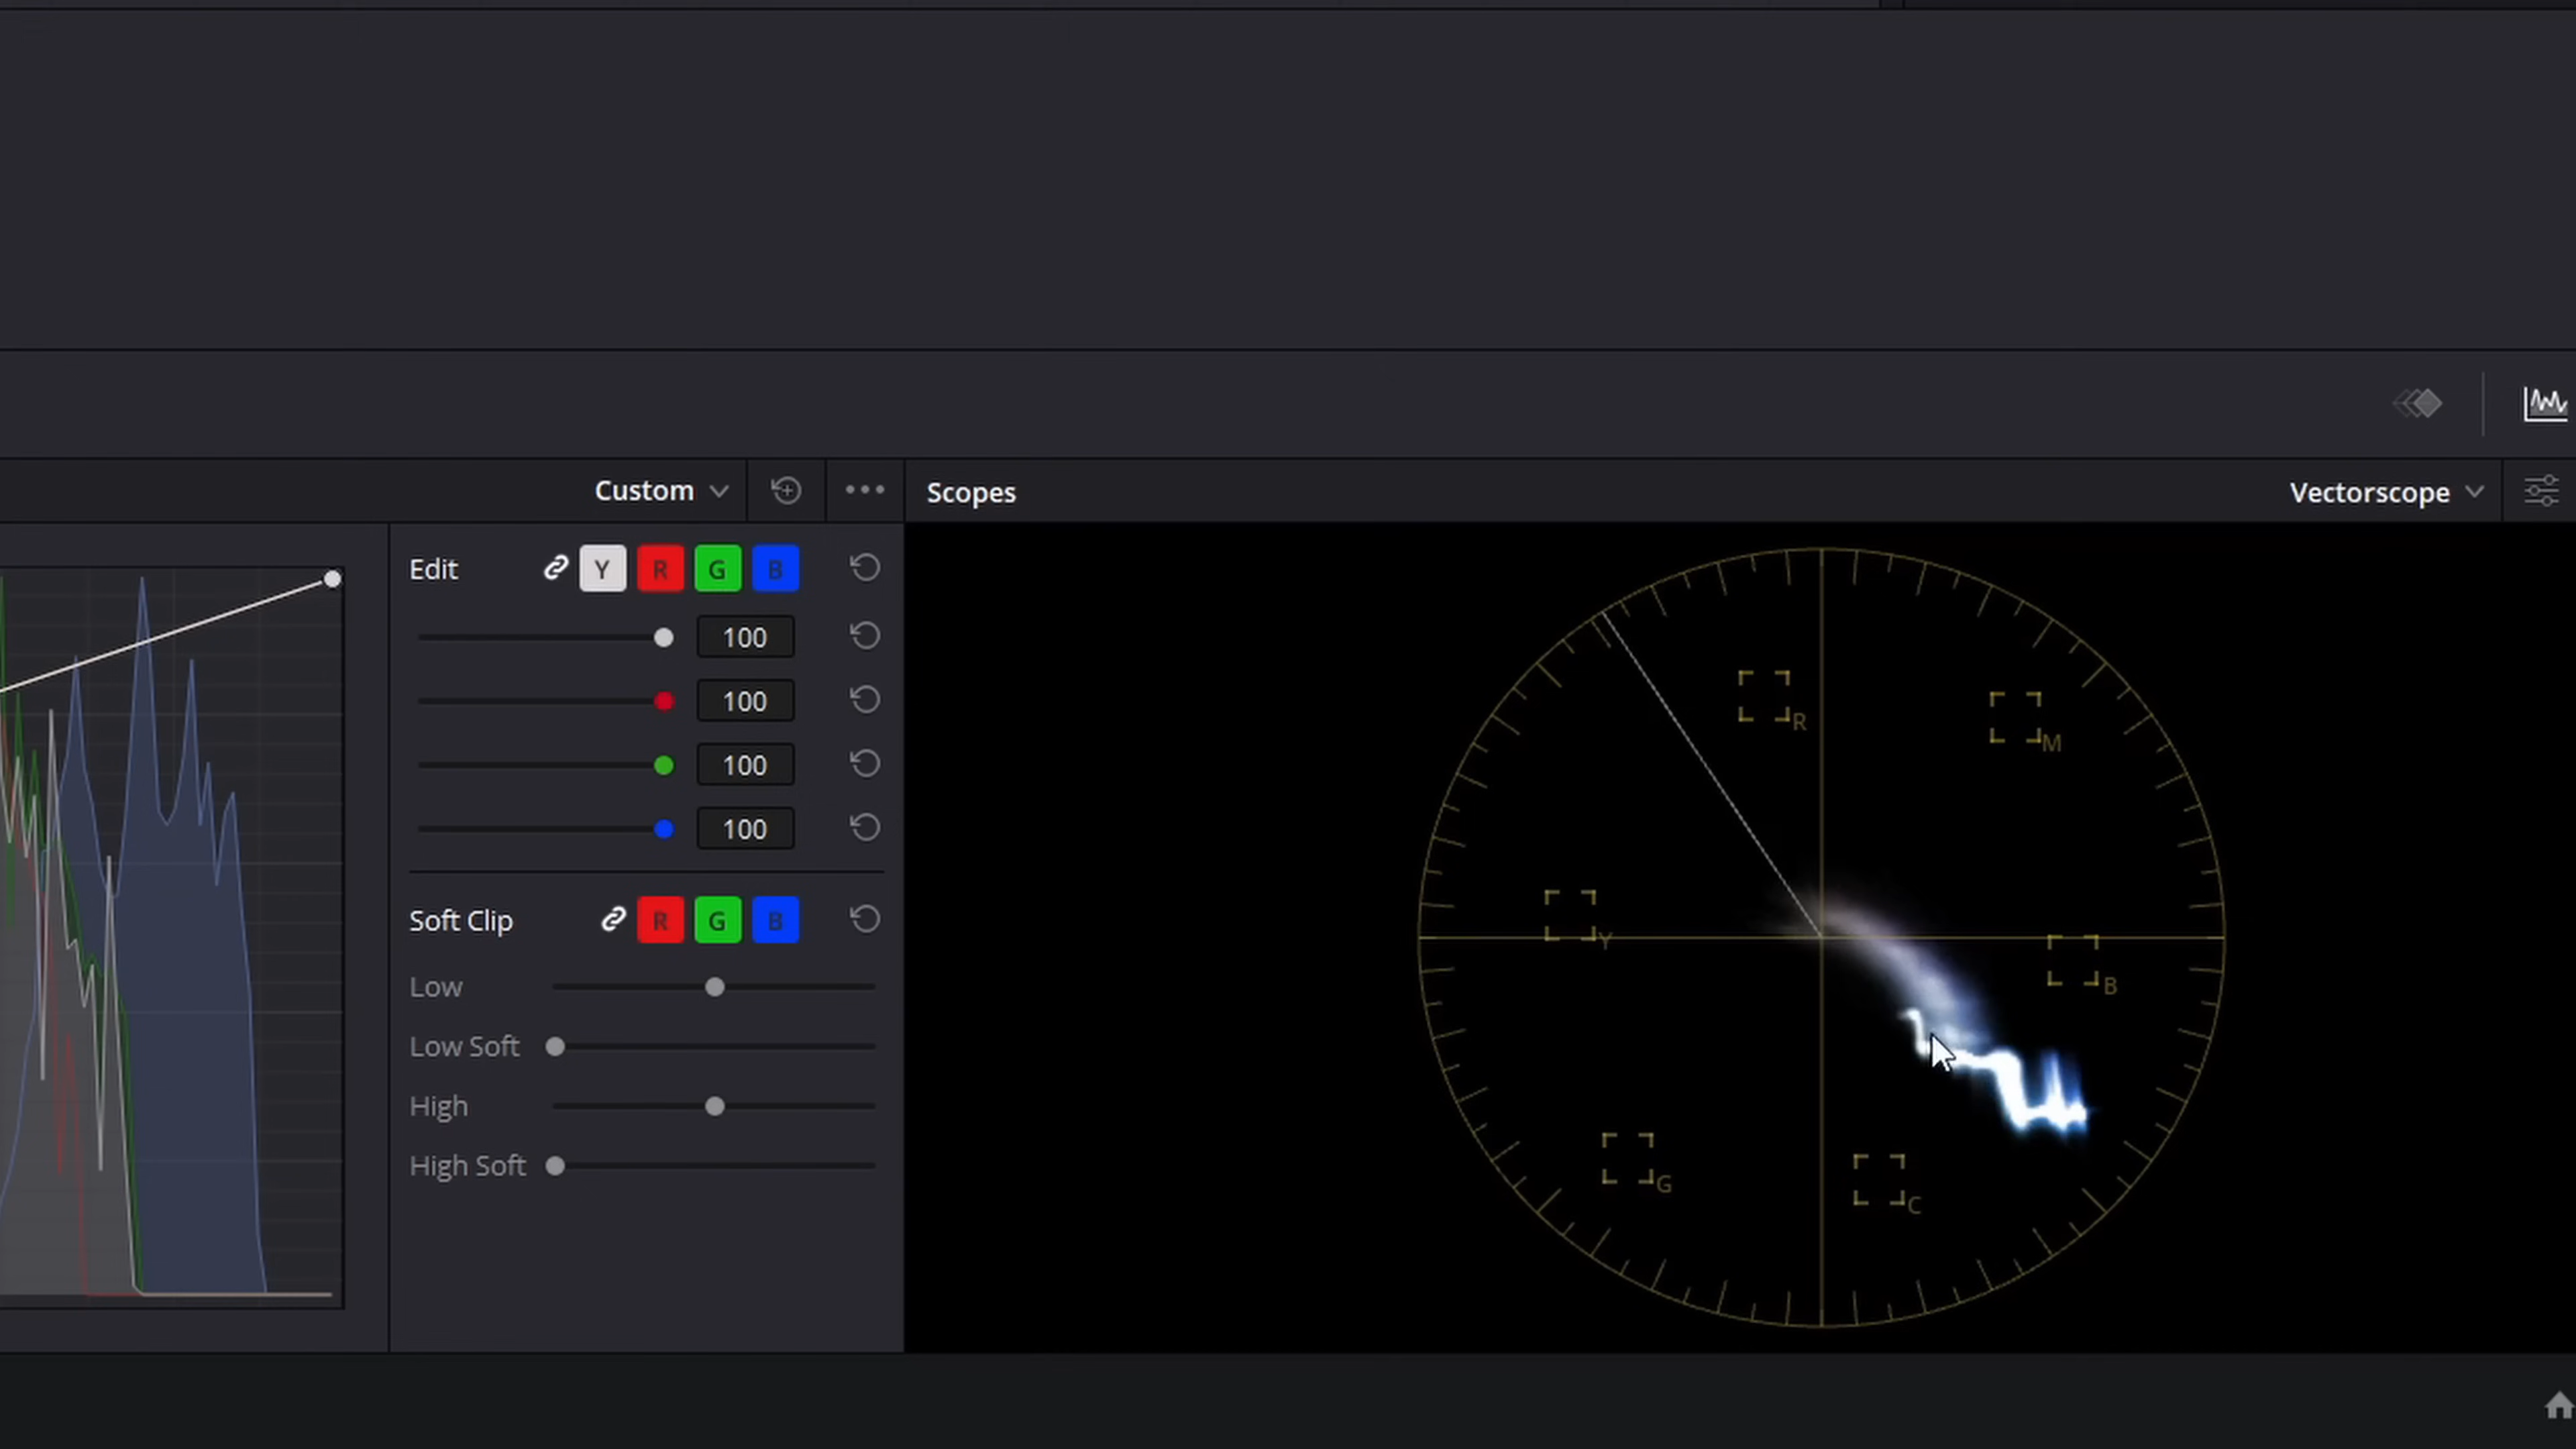 Custom
Scopes
Vectorscope
Edit
Y R G B
100
100
100
100
Soft Clip
R G B
Low
Low Soft
High
High Soft
R
M
Y
B
G
C